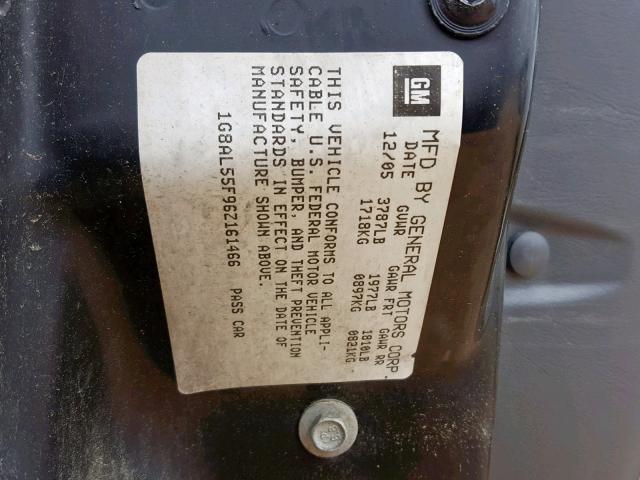 GM
MFD BY GENERAL MOTORS CORP
DATE GVWR GAWR FRT GAWR RR
12/05 3787LB 1977LB 1810LB
1718KG 0897KG 0821KG
THIS VEHICLE CONFORMS TO ALL APPLI-
CABLE U.S. FEDERAL MOTOR VEHICLE
SAFETY, BUMPER, AND THEFT PREVENTION
STANDARDS IN EFFECT ON THE DATE OF
MANUFACTURE SHOWN ABOVE.
1G8AL55F96Z161466 PASS CAR